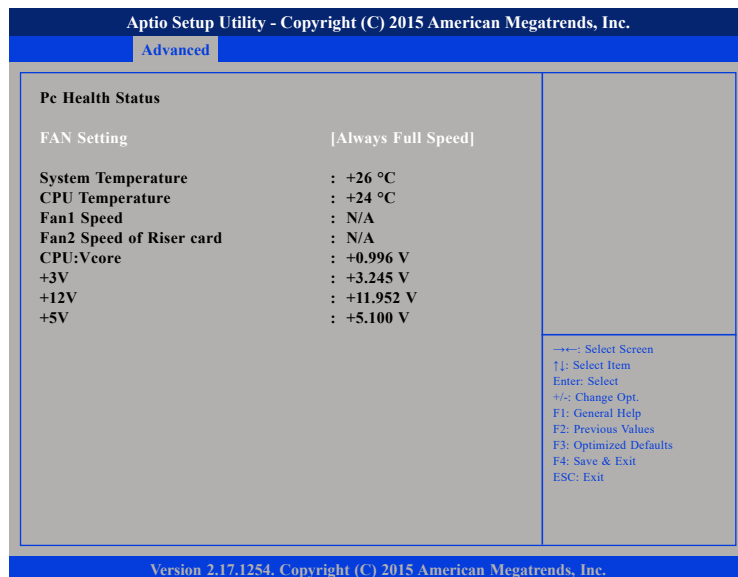 Aptio Setup Utility - Copyright (C) 2015 American Megatrends, Inc.
Advanced
Pc Health Status
FAN Setting [Always Full Speed]
System Temperature : +26 °C
CPU Temperature : +24 °C
Fan1 Speed : N/A
Fan2 Speed of Riser card : N/A
CPU:Vcore : +0.996 V
+3V : +3.245 V
+12V : +11.952 V
+5V : +5.100 V
→←: Select Screen
↑↓: Select Item
Enter: Select
+/-: Change Opt.
F1: General Help
F2: Previous Values
F3: Optimized Defaults
F4: Save & Exit
ESC: Exit
Version 2.17.1254. Copyright (C) 2015 American Megatrends, Inc.